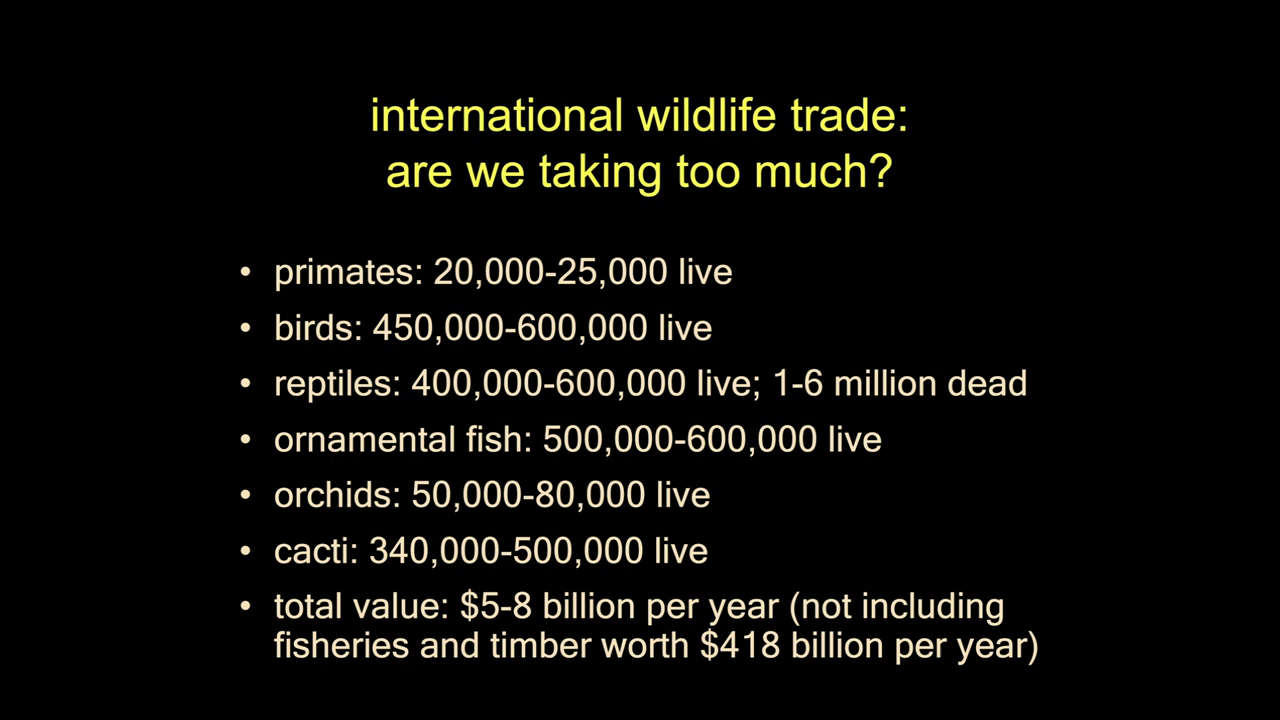 international wildlife trade:
are we taking too much?
• primates: 20,000-25,000 live
• birds: 450,000-600,000 live
• reptiles: 400,000-600,000 live; 1-6 million dead
• ornamental fish: 500,000-600,000 live
• orchids: 50,000-80,000 live
• cacti: 340,000-500,000 live
• total value: $5-8 billion per year (not including
fisheries and timber worth $418 billion per year)